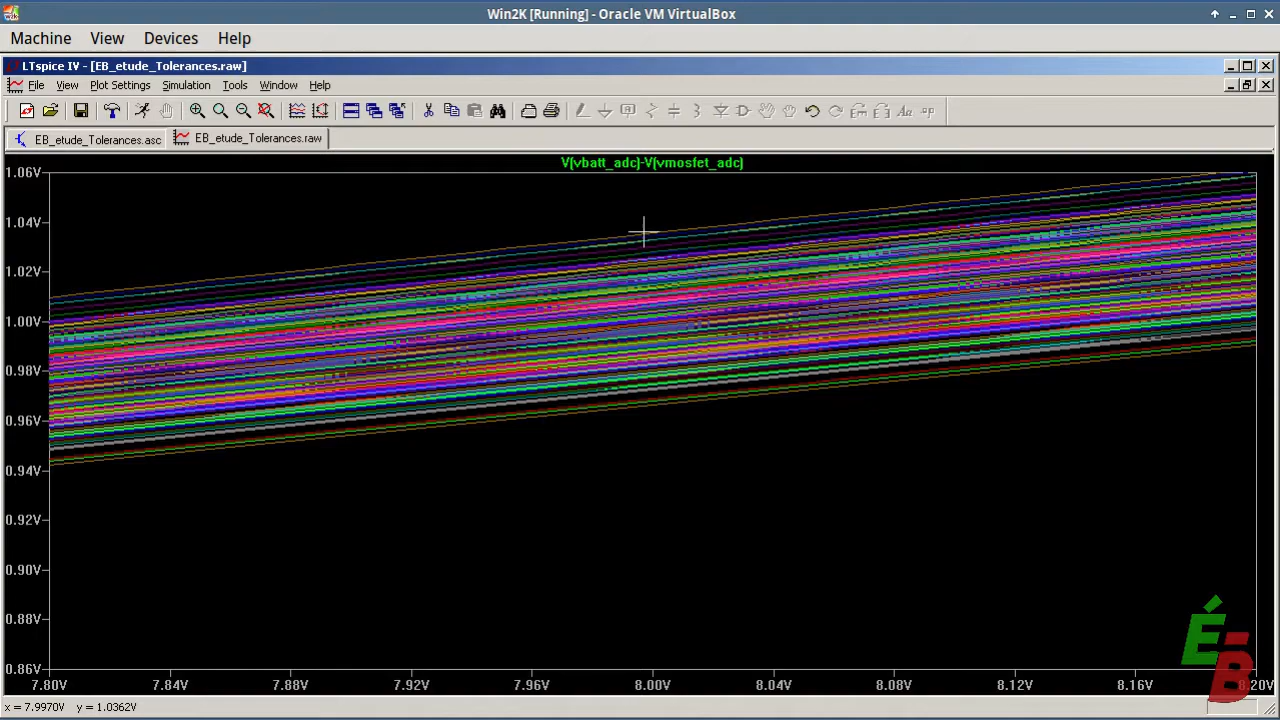 Win2K [Running] - Oracle VM VirtualBox
Machine View Devices Help
LTspice IV - [EB_etude_Tolerances.raw]
File View Plot Settings Simulation Tools Window Help
EB_etude_Tolerances.asc EB_etude_Tolerances.raw
V(vbatt_adc)-V(vmosfet_adc)
1.06V
1.04V
1.02V
1.00V
0.98V
0.96V
0.94V
0.92V
0.90V
0.88V
0.86V
7.80V 7.84V 7.88V 7.92V 7.96V 8.00V 8.04V 8.08V 8.12V 8.16V 8.20V
ÉB
x = 7.9970V y = 1.0362V